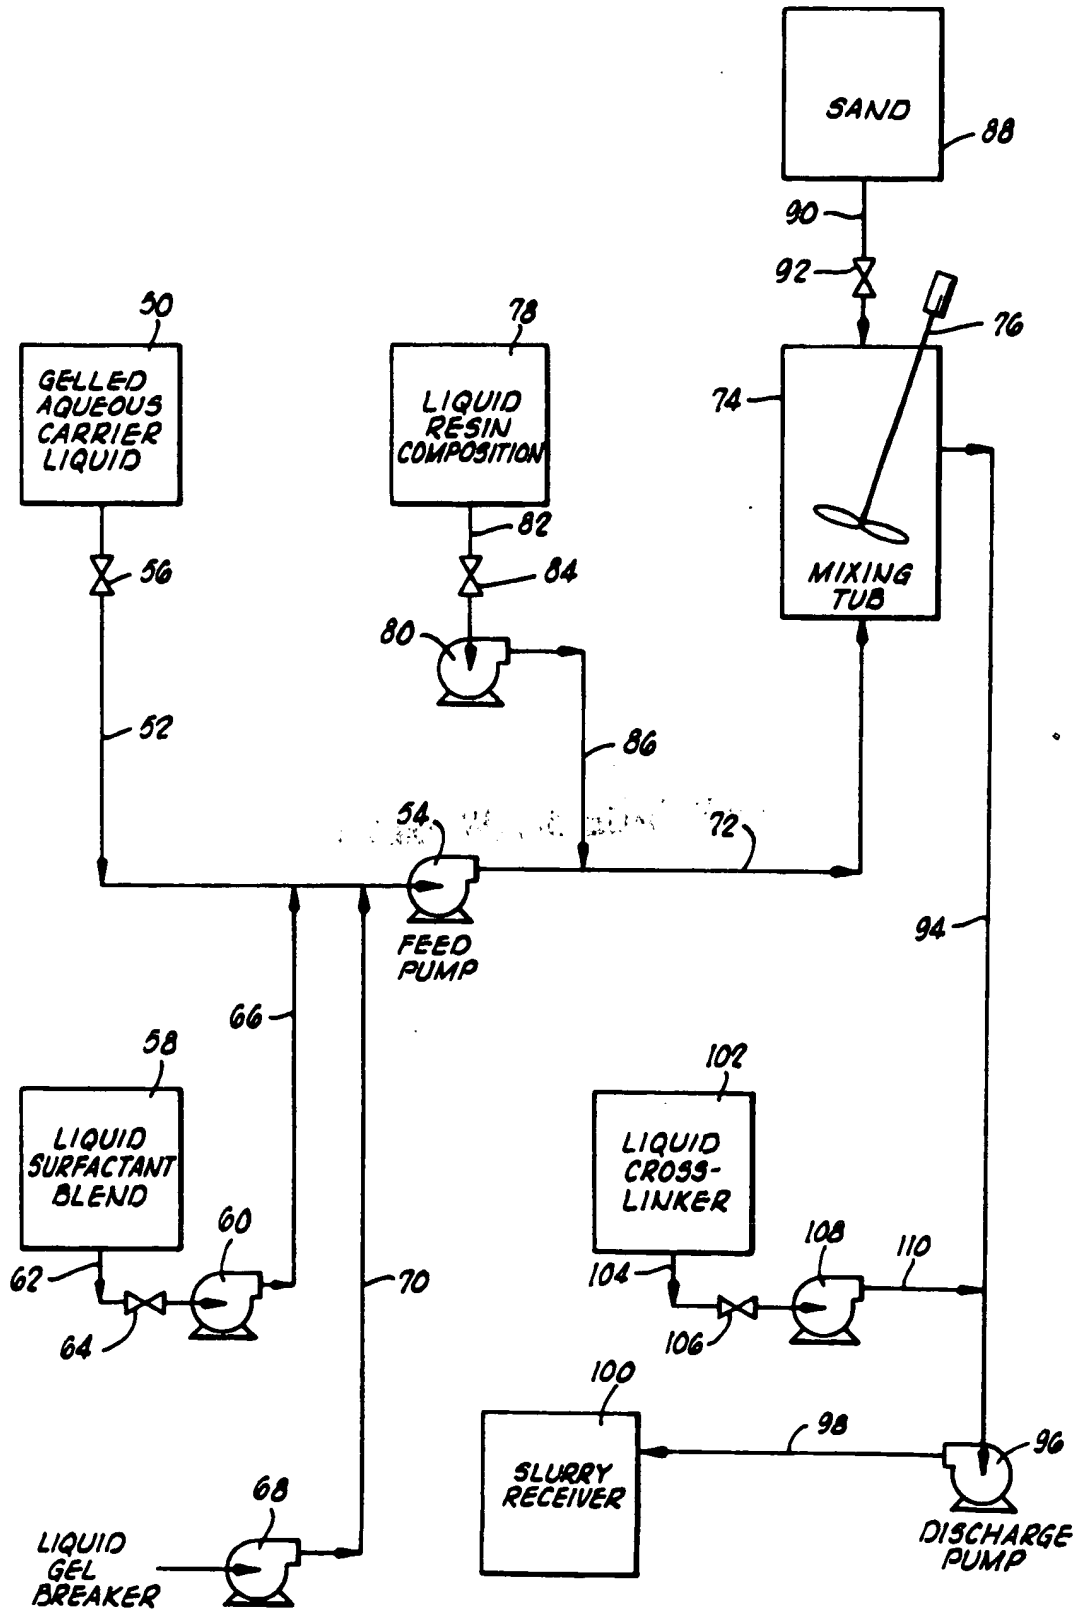 SAND
88
90
92
76
50
78
74
GELLED
AQUEOUS
CARRIER
LIQUID
LIQUID
RESIN
COMPOSITION
82
56
84
MIXING
TUB
80
52
86
54
72
FEED
PUMP
94
66
58
102
LIQUID
SURFACTANT
BLEND
LIQUID
CROSS-
LINKER
60
108
110
62
70
104
64
106
100
98
96
SLURRY
RECEIVER
68
DISCHARGE
PUMP
LIQUID
GEL
BREAKER